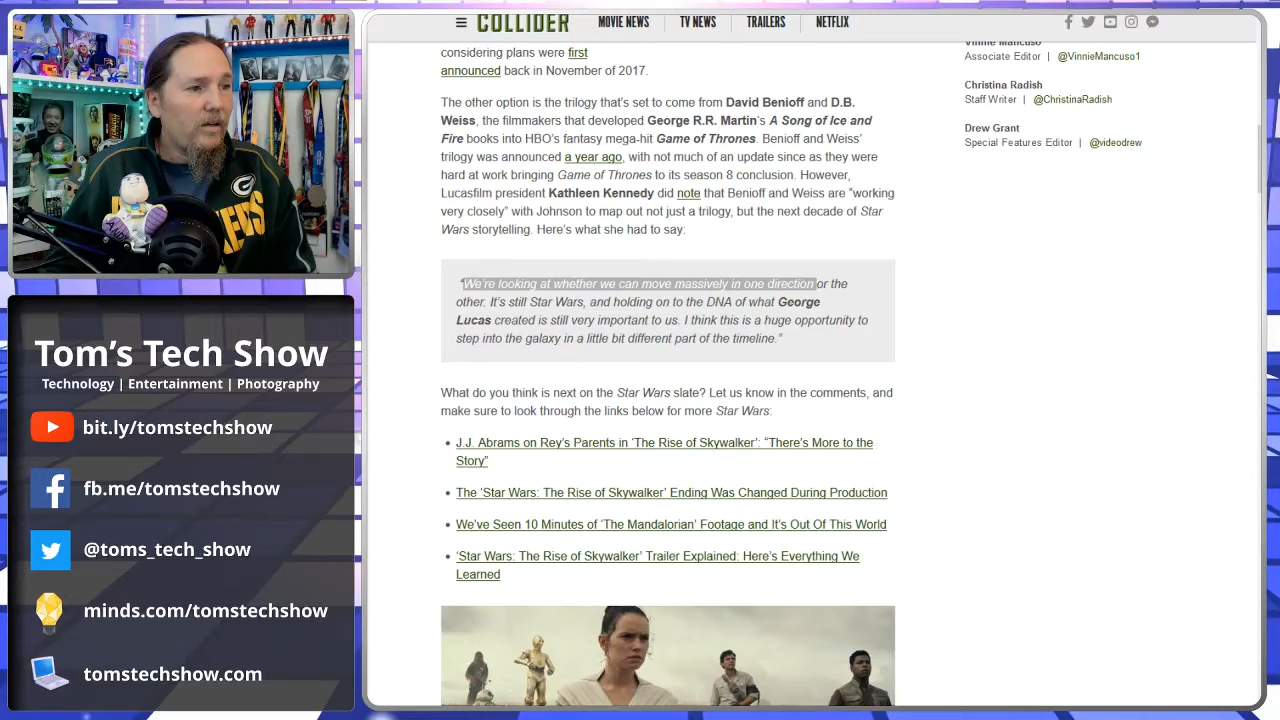 COLLIDER
MOVIE NEWS
TV NEWS
TRAILERS
NETFLIX
considering plans were first
announced back in November of 2017.
The other option is the trilogy that's set to come from David Benioff and D.B.
Weiss, the filmmakers that developed George R.R. Martin's A Song of Ice and
Fire books into HBO's fantasy mega-hit Game of Thrones. Benioff and Weiss'
trilogy was announced a year ago, with not much of an update since as they were
hard at work bringing Game of Thrones to its season 8 conclusion. However,
Lucasfilm president Kathleen Kennedy did note that Benioff and Weiss are "working
very closely" with Johnson to map out not just a trilogy, but the next decade of Star
Wars storytelling. Here's what she had to say:
"We're looking at whether we can move massively in one direction or the
other. It's still Star Wars, and holding on to the DNA of what George
Lucas created is still very important to us. I think this is a huge opportunity to
step into the galaxy in a little bit different part of the timeline."
What do you think is next on the Star Wars slate? Let us know in the comments, and
make sure to look through the links below for more Star Wars:
• J.J. Abrams on Rey's Parents in 'The Rise of Skywalker': "There's More to the
Story"
• The 'Star Wars: The Rise of Skywalker' Ending Was Changed During Production
• We've Seen 10 Minutes of 'The Mandalorian' Footage and It's Out Of This World
• 'Star Wars: The Rise of Skywalker' Trailer Explained: Here's Everything We
Learned
Vinnie Mancuso
Associate Editor | @VinnieMancuso1
Christina Radish
Staff Writer | @ChristinaRadish
Drew Grant
Special Features Editor | @videodrew
G
ANDY
Tom's Tech Show
Technology | Entertainment | Photography
bit.ly/tomstechshow
fb.me/tomstechshow
@toms_tech_show
minds.com/tomstechshow
tomstechshow.com